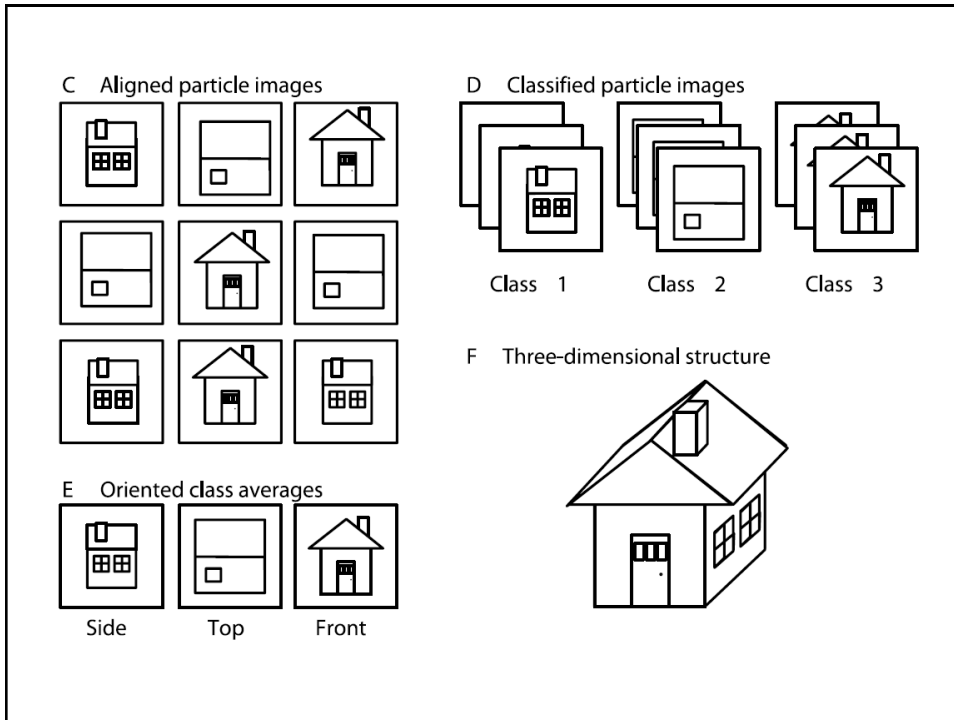 C Aligned particle images
D Classified particle images
Class 1
Class 2
Class 3
E Oriented class averages
Side
Top
Front
F Three-dimensional structure